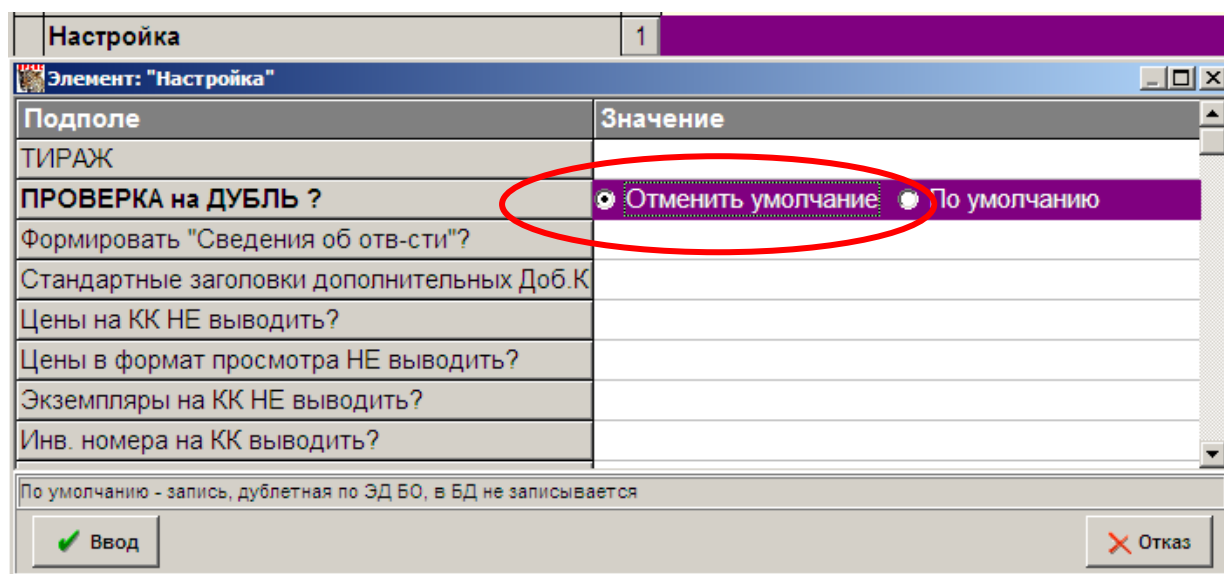 Настройка 1
Элемент: "Настройка"
Подполе Значение
ТИРАЖ
ПРОВЕРКА на ДУБЛЬ ? Отменить умолчание По умолчанию
Формировать "Сведения об отв-сти"?
Стандартные заголовки дополнительных Доб.К
Цены на КК НЕ выводить?
Цены в формат просмотра НЕ выводить?
Экземпляры на КК НЕ выводить?
Инв. номера на КК выводить?
По умолчанию - запись, дублетная по ЭД БО, в БД не записывается
Ввод Отказ